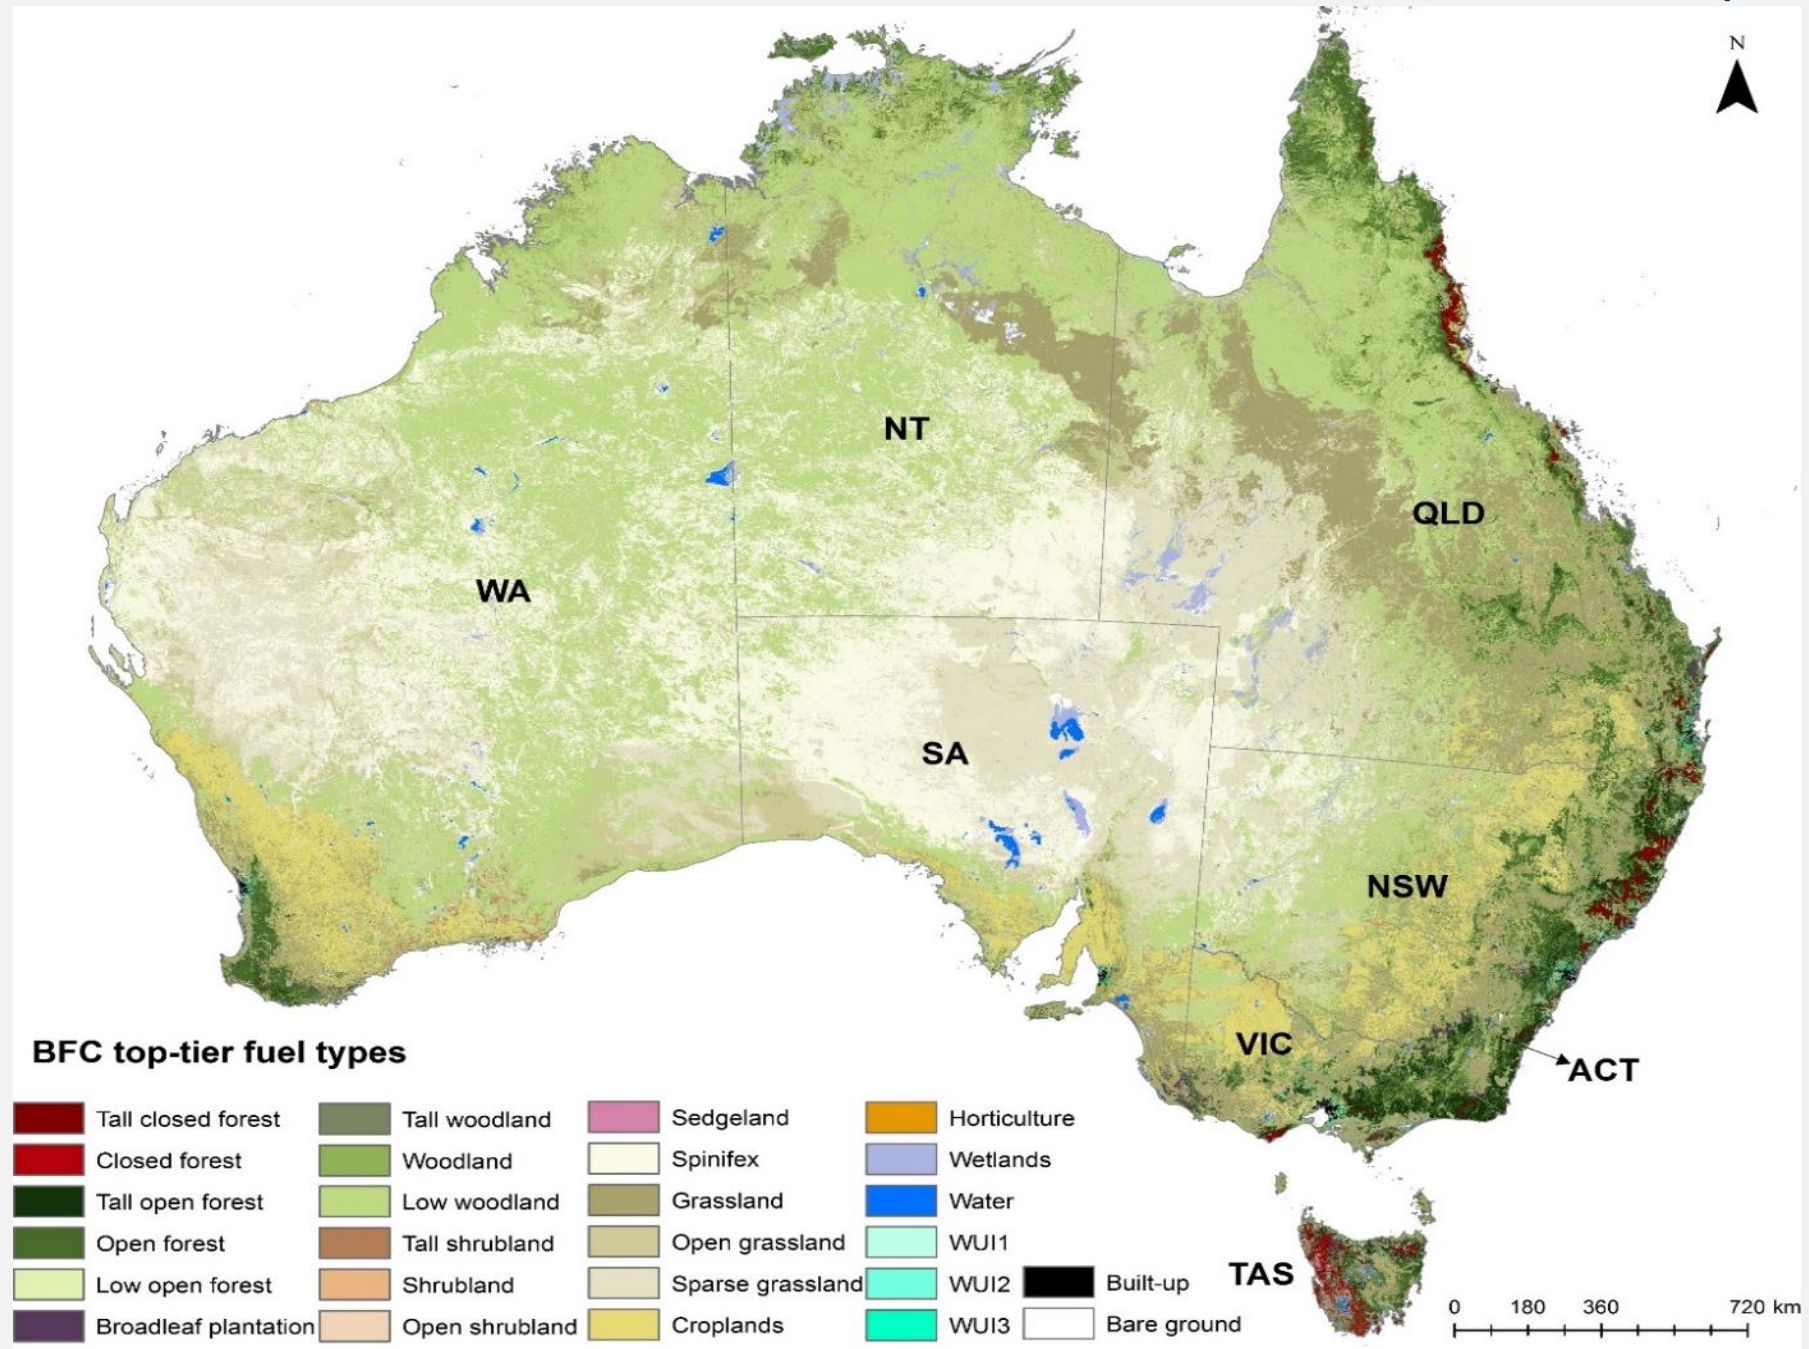 N
NT
QLD
WA
SA
NSW
VIC
ACT
TAS
BFC top-tier fuel types
Tall closed forest
Closed forest
Tall open forest
Open forest
Low open forest
Broadleaf plantation
Tall woodland
Woodland
Low woodland
Tall shrubland
Shrubland
Open shrubland
Sedgeland
Spinifex
Grassland
Open grassland
Sparse grassland
Croplands
Horticulture
Wetlands
Water
WUI1
WUI2
WUI3
Built-up
Bare ground
0 180 360 720 km